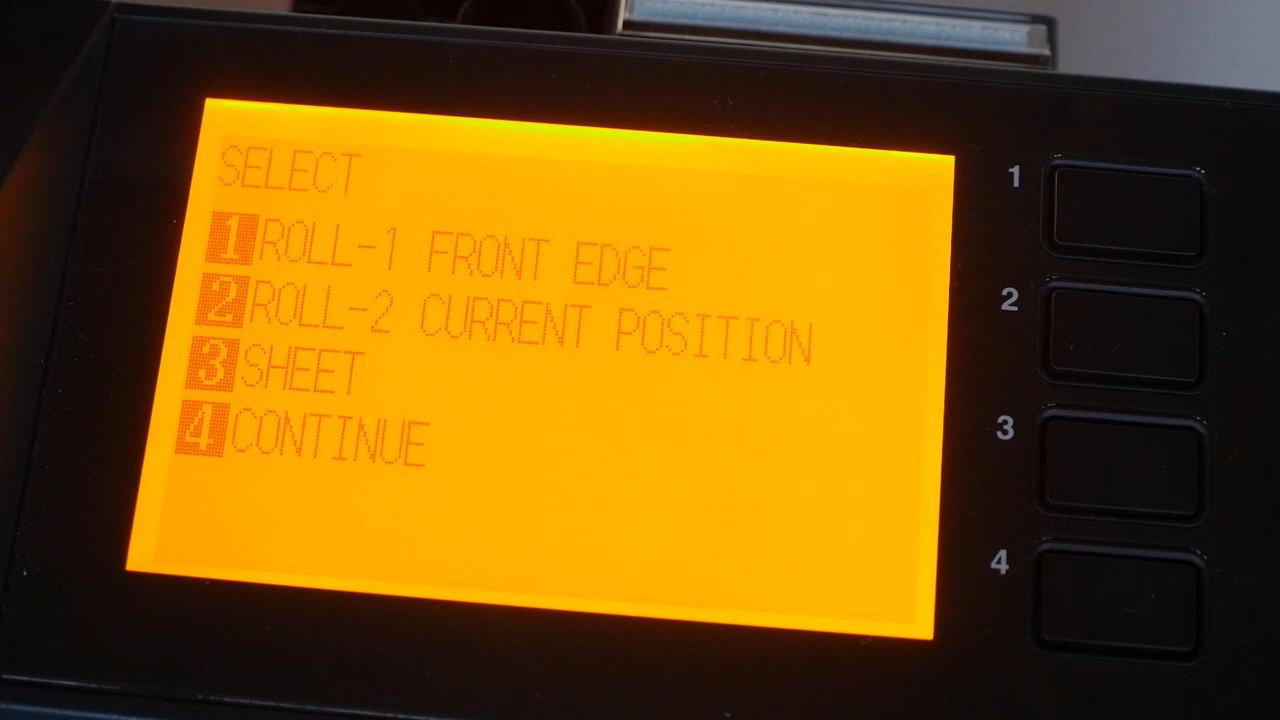 SELECT
1 ROLL-1 FRONT EDGE
2 ROLL-2 CURRENT POSITION
3 SHEET
4 CONTINUE
1
2
3
4